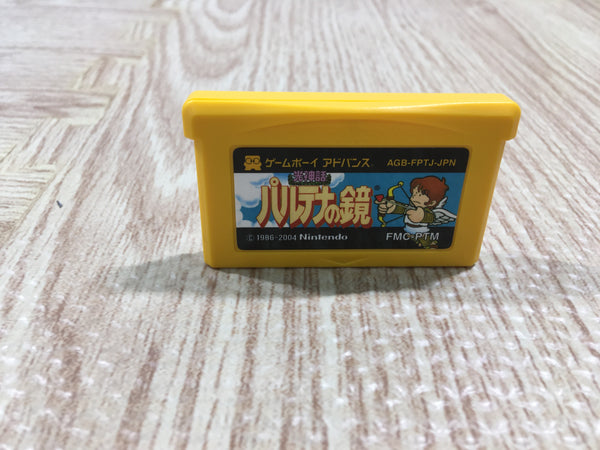 ゲームボーイ アドバンス AGB-FPTJ-JPN
光神話
パルテナの鏡
© 1986-2004 Nintendo FMC-PTM